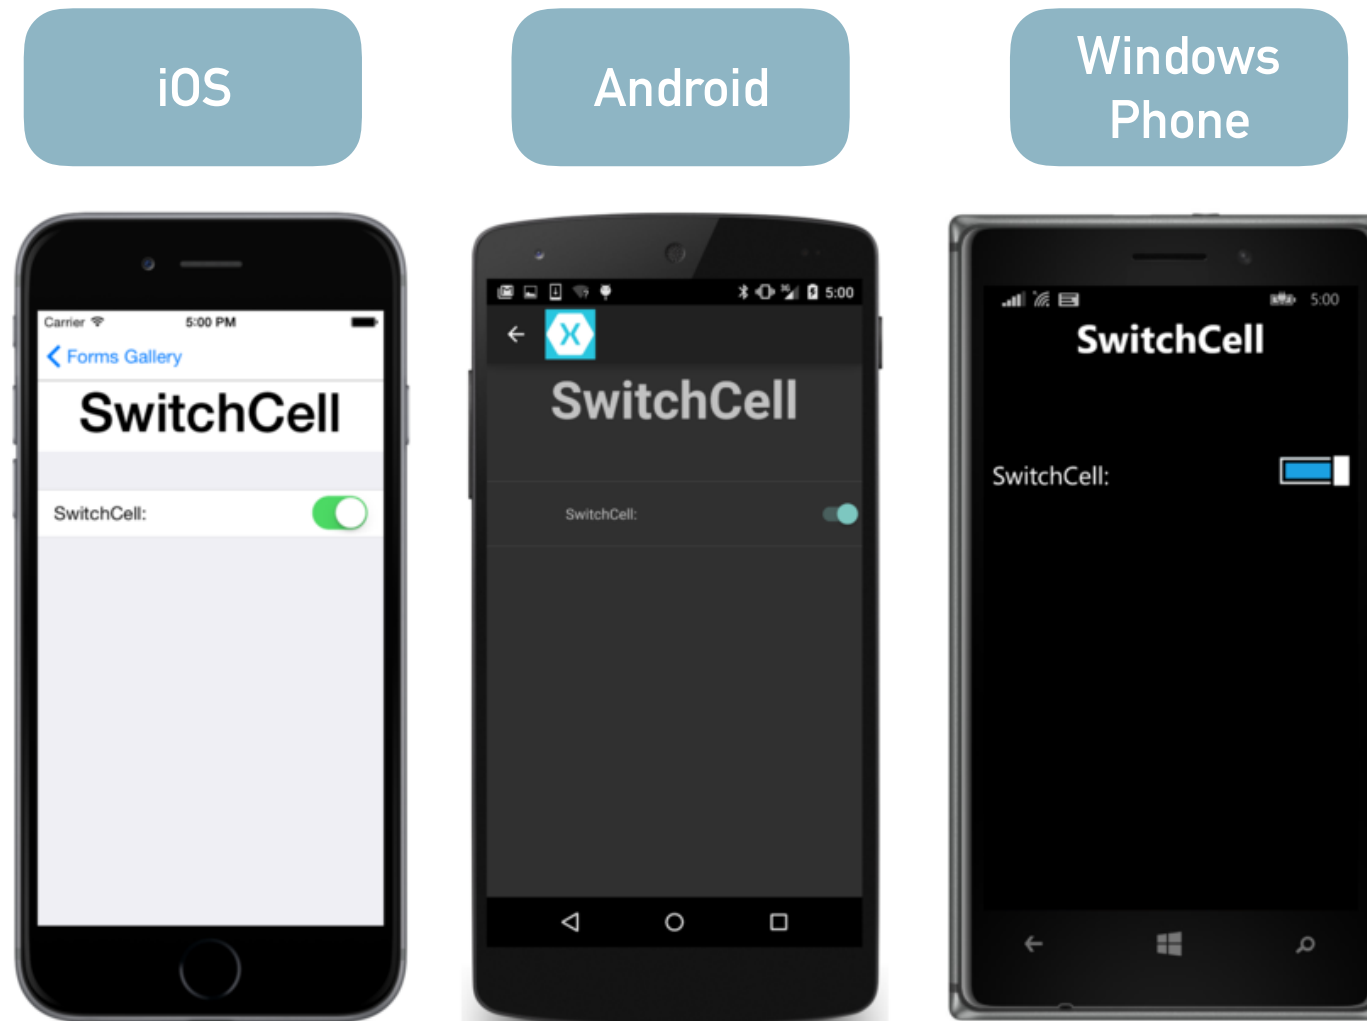 iOS
Android
Windows
Phone
Carrier 5:00 PM
Forms Gallery
SwitchCell
SwitchCell:
5:00
SwitchCell
SwitchCell:
5:00
SwitchCell
SwitchCell: